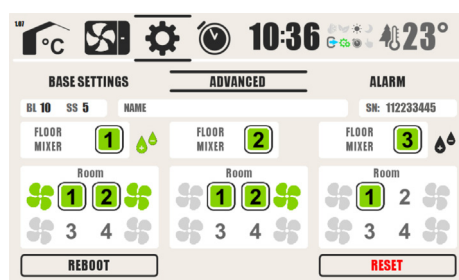 1.07
°C 10:36 23°
BASE SETTINGS ADVANCED ALARM
BL 10 SS 5 NAME SN: 112233445
FLOOR MIXER 1 FLOOR MIXER 2 FLOOR MIXER 3
Room Room Room
1 2 1 2 1 2
3 4 3 4 3 4
REBOOT RESET